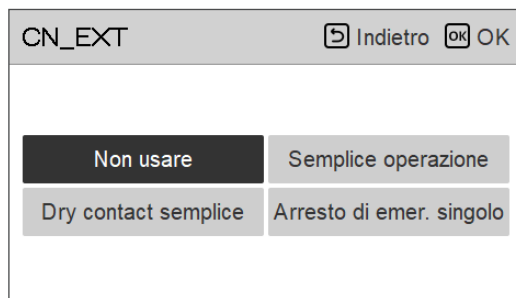 CN_EXT Indietro OK OK
Non usare Semplice operazione
Dry contact semplice Arresto di emer. singolo